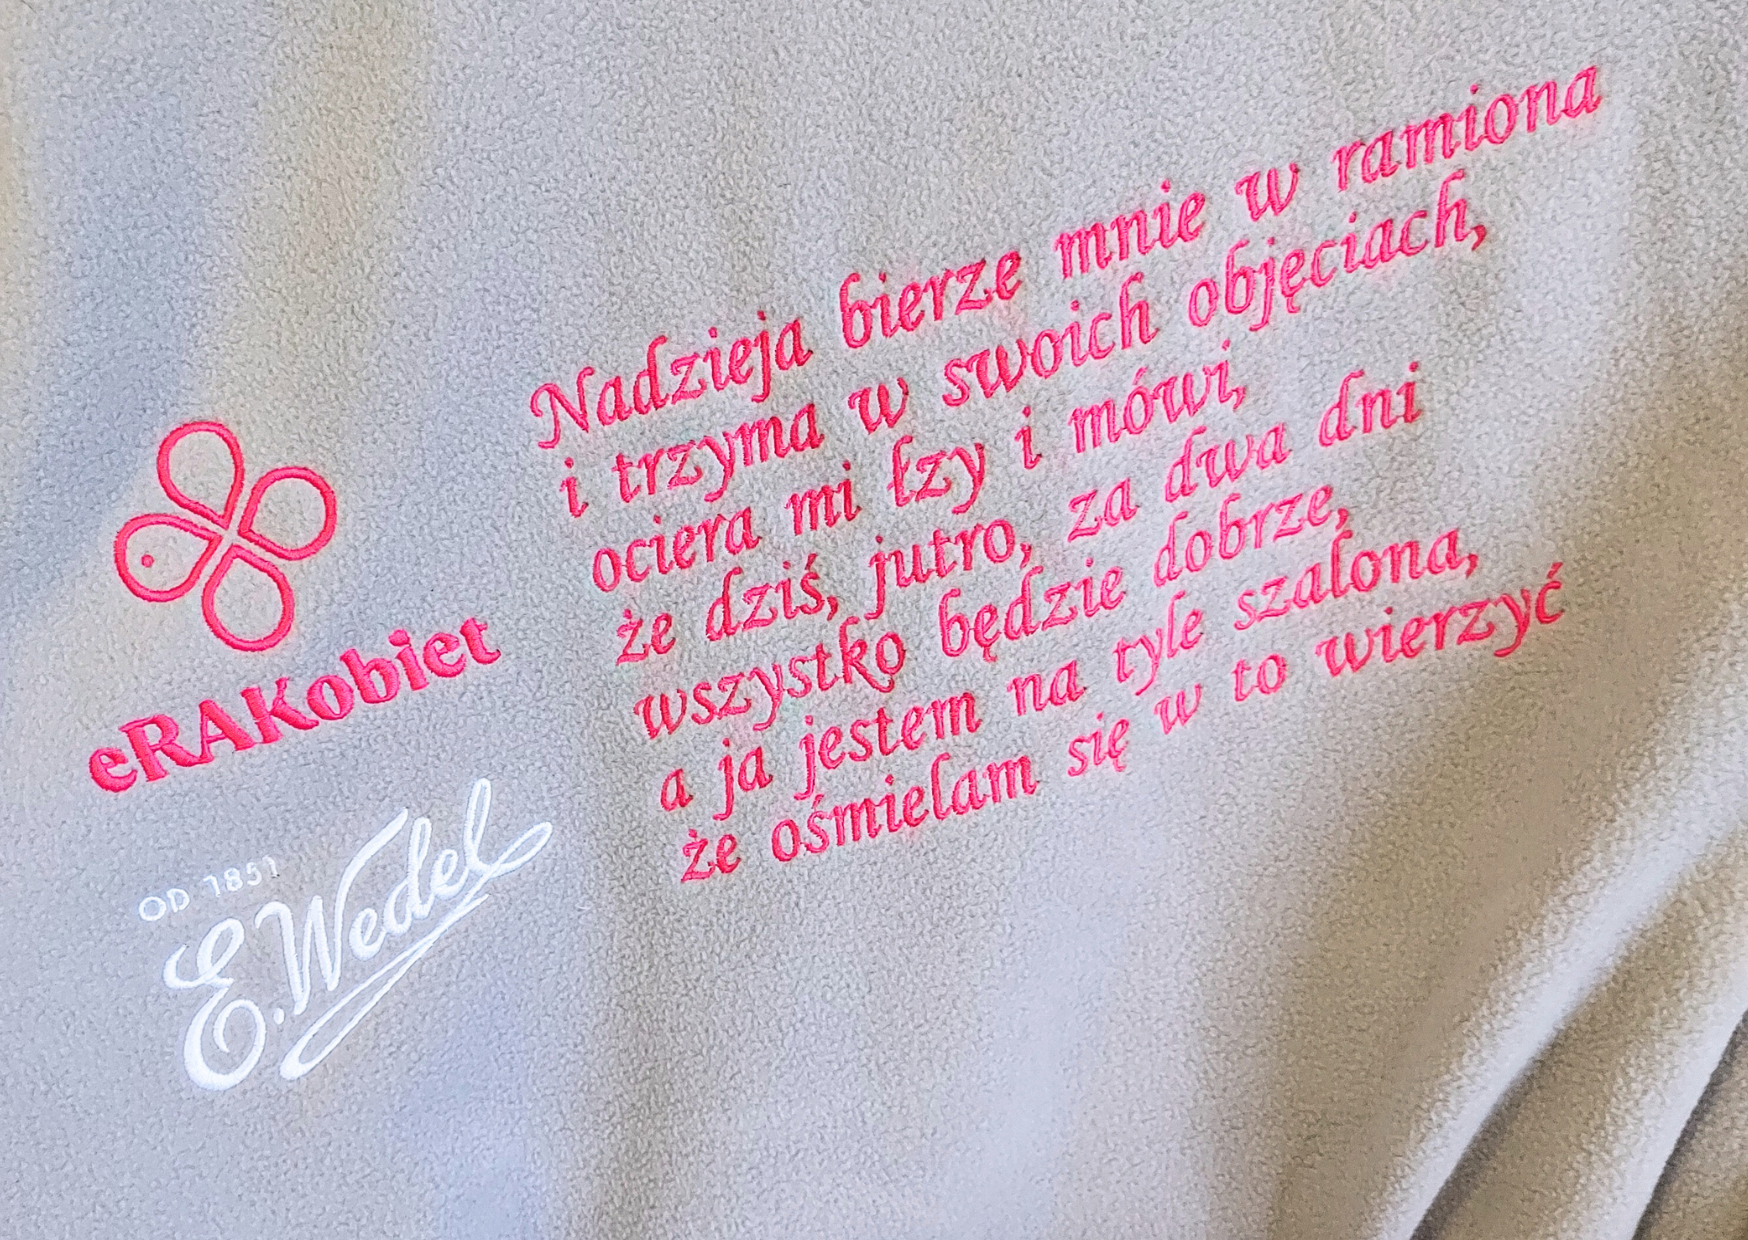 Nadzieja bierze mnie w ramiona
i trzyma w swoich objęciach,
ociera mi łzy i mówi,
że dziś, jutro, za dwa dni
wszystko będzie dobrze,
a ja jestem na tyle szalona,
że ośmielam się w to wierzyć
eRAKobiet
OD 1851
E.Wedel